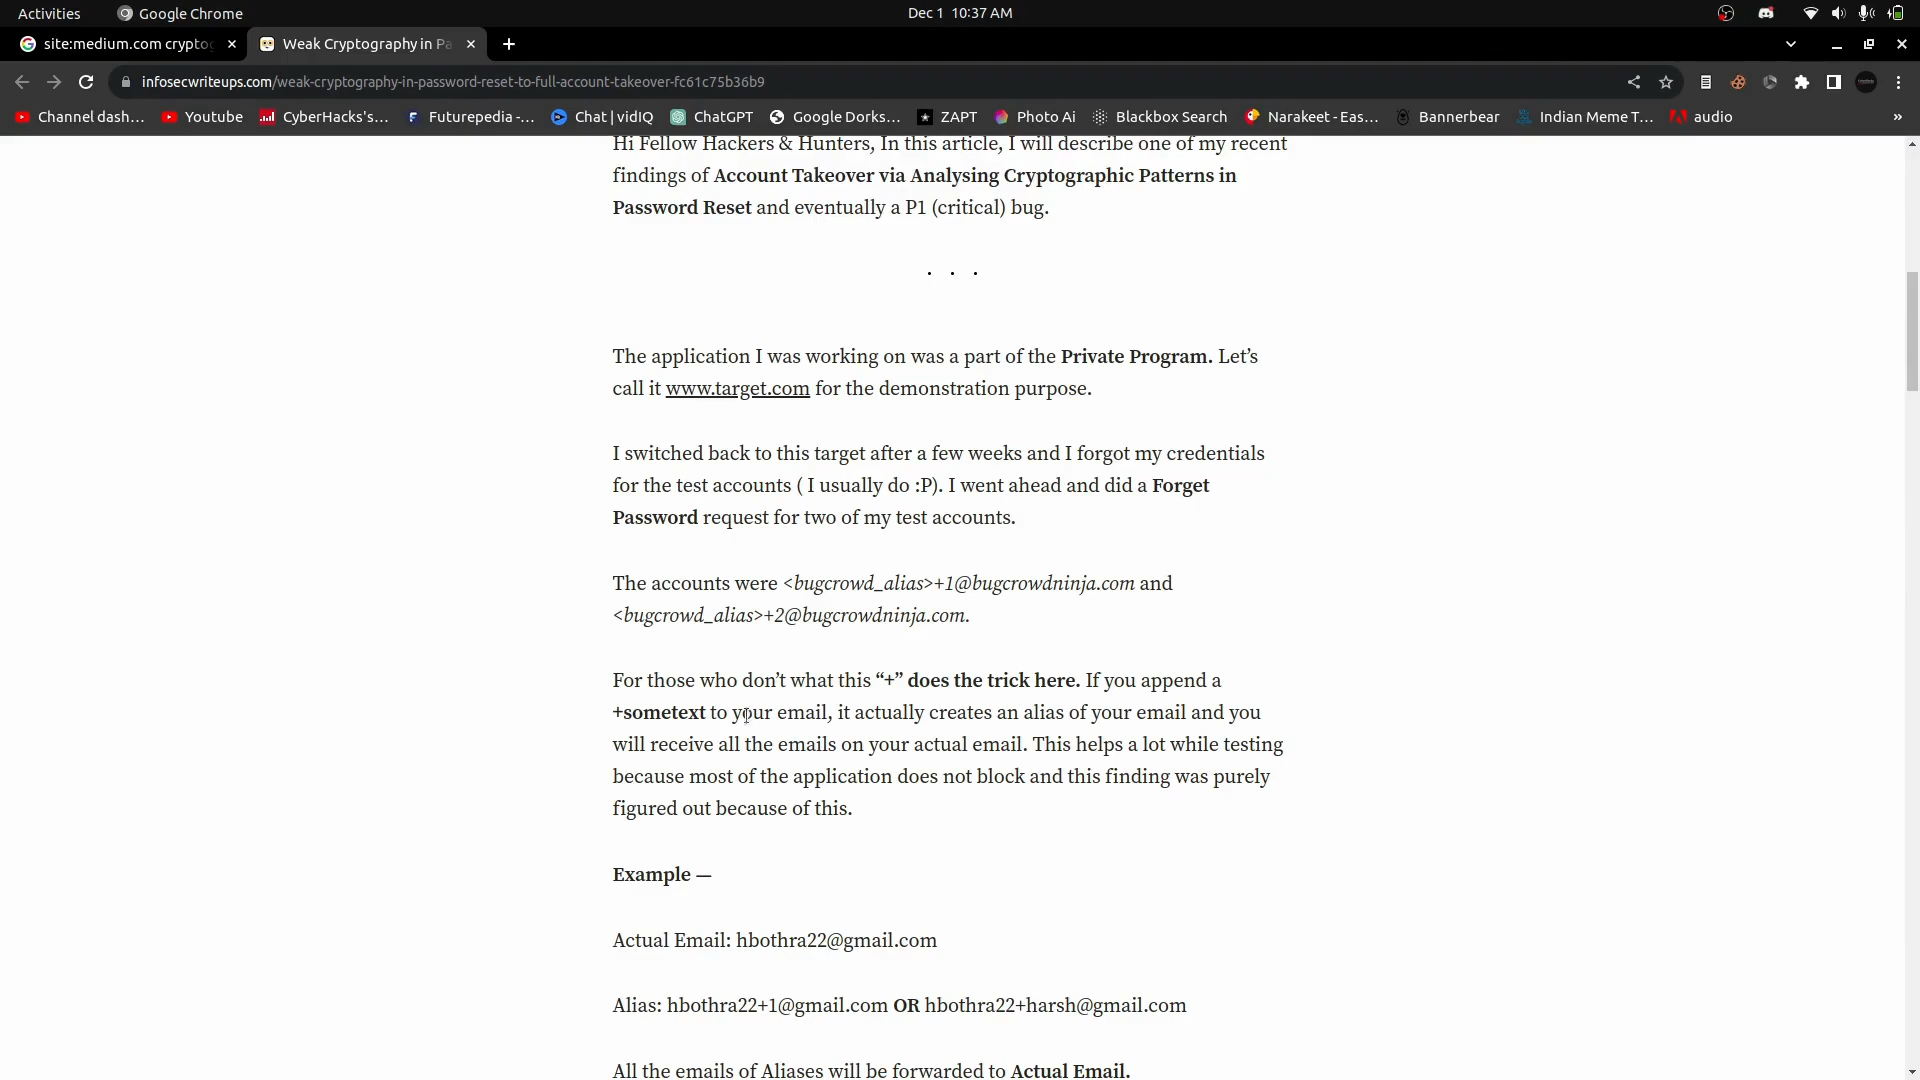 Activities Google Chrome Dec 1 10:37 AM
site:medium.com cryptog Weak Cryptography in Pa
infosecwriteups.com/weak-cryptography-in-password-reset-to-full-account-takeover-fc61c75b36b9
Channel dash... Youtube CyberHacks's... Futurepedia -... Chat | vidIQ ChatGPT Google Dorks... ZAPT Photo Ai Blackbox Search Narakeet - Eas... Bannerbear Indian Meme T... audio »
Hi Fellow Hackers & Hunters, In this article, I will describe one of my recent
findings of Account Takeover via Analysing Cryptographic Patterns in
Password Reset and eventually a P1 (critical) bug.
. . .
The application I was working on was a part of the Private Program. Let’s
call it www.target.com for the demonstration purpose.
I switched back to this target after a few weeks and I forgot my credentials
for the test accounts ( I usually do :P). I went ahead and did a Forget
Password request for two of my test accounts.
The accounts were <bugcrowd_alias>+1@bugcrowdninja.com and
<bugcrowd_alias>+2@bugcrowdninja.com.
For those who don’t what this “+” does the trick here. If you append a
+sometext to your email, it actually creates an alias of your email and you
will receive all the emails on your actual email. This helps a lot while testing
because most of the application does not block and this finding was purely
figured out because of this.
Example —
Actual Email: hbothra22@gmail.com
Alias: hbothra22+1@gmail.com OR hbothra22+harsh@gmail.com
All the emails of Aliases will be forwarded to Actual Email.